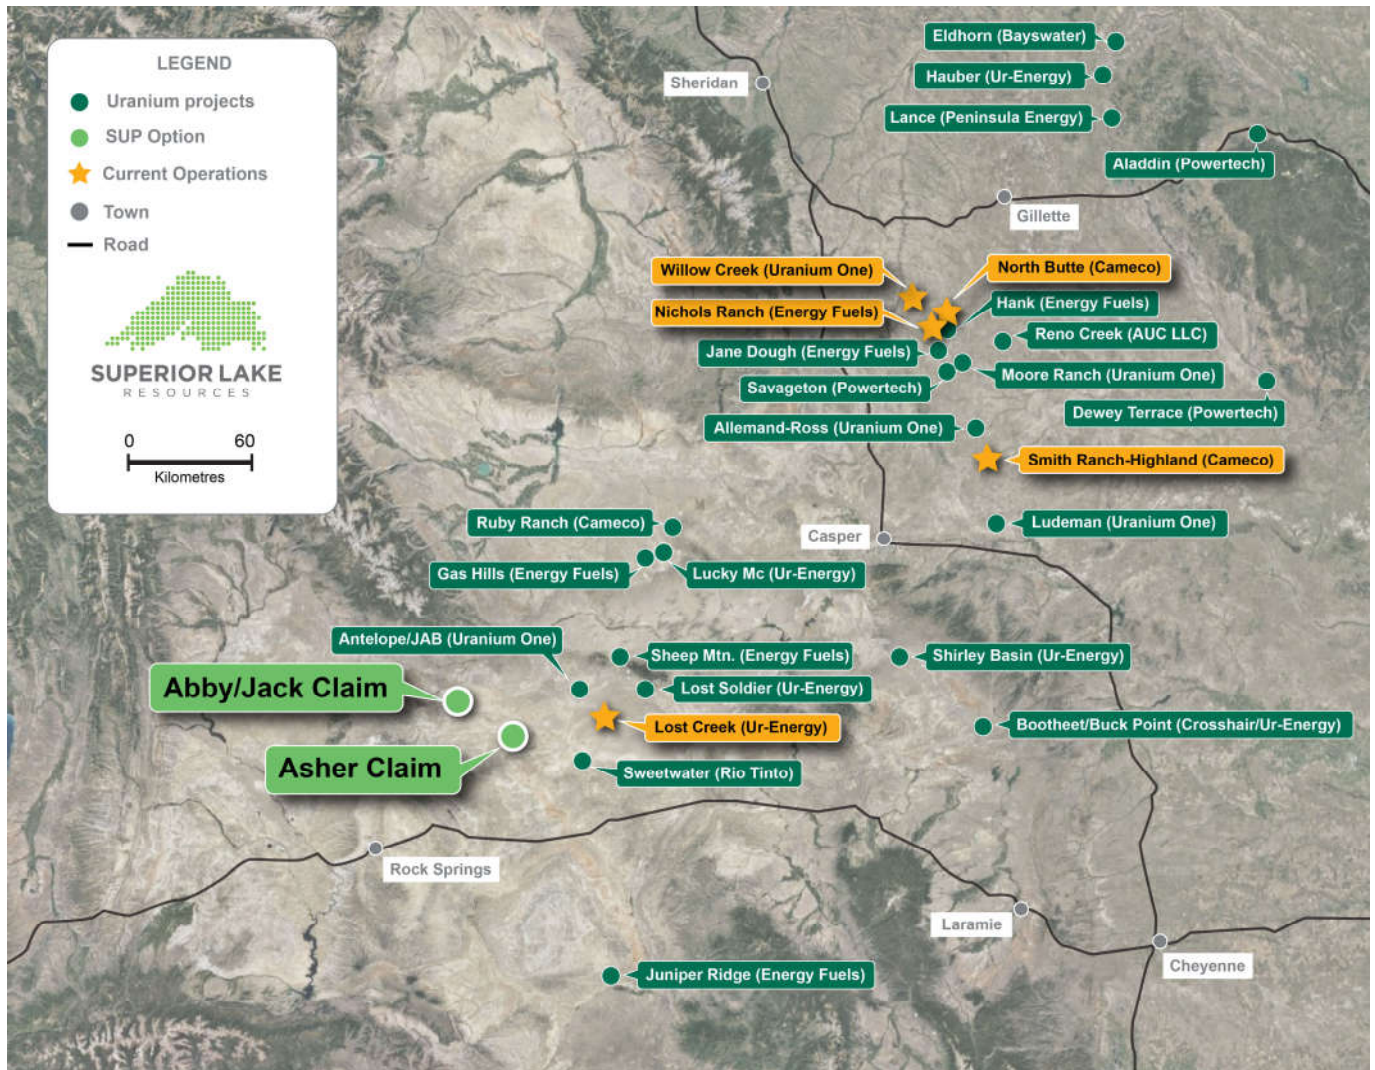 LEGEND
Uranium projects
SUP Option
Current Operations
Town
Road
SUPERIOR LAKE
RESOURCES
0 60
Kilometres
Eldhorn (Bayswater)
Sheridan
Hauber (Ur-Energy)
Lance (Peninsula Energy)
Aladdin (Powertech)
Gillette
Willow Creek (Uranium One)
North Butte (Cameco)
Nichols Ranch (Energy Fuels)
Hank (Energy Fuels)
Reno Creek (AUC LLC)
Jane Dough (Energy Fuels)
Moore Ranch (Uranium One)
Savageton (Powertech)
Dewey Terrace (Powertech)
Allemand-Ross (Uranium One)
Smith Ranch-Highland (Cameco)
Ruby Ranch (Cameco)
Ludeman (Uranium One)
Casper
Gas Hills (Energy Fuels)
Lucky Mc (Ur-Energy)
Antelope/JAB (Uranium One)
Sheep Mtn. (Energy Fuels)
Shirley Basin (Ur-Energy)
Abby/Jack Claim
Lost Soldier (Ur-Energy)
Lost Creek (Ur-Energy)
Bootheet/Buck Point (Crosshair/Ur-Energy)
Asher Claim
Sweetwater (Rio Tinto)
Rock Springs
Laramie
Cheyenne
Juniper Ridge (Energy Fuels)